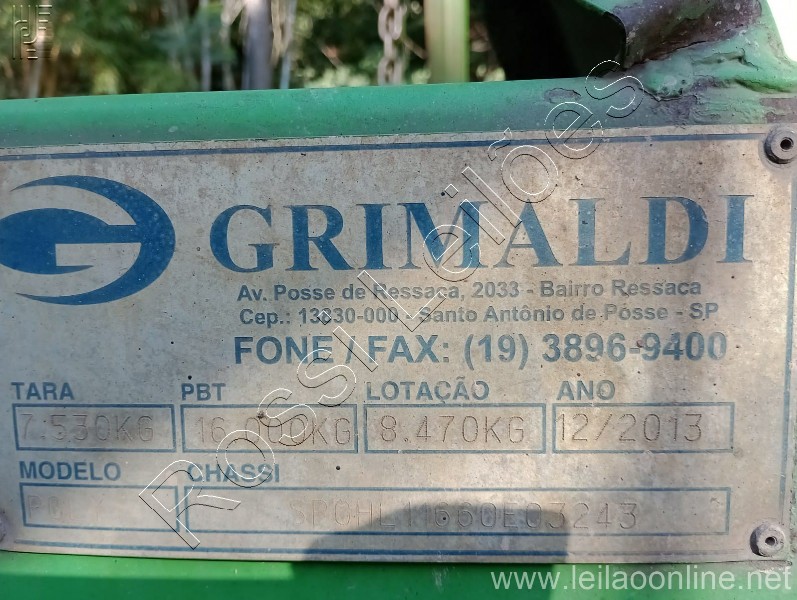 GRIMALDI
Av. Posse de Ressaca, 2033 - Bairro Ressaca
Cep.: 13830-000 - Santo Antônio de Posse - SP
FONE / FAX: (19) 3896-9400
TARA PBT LOTAÇÃO ANO
7.530KG 16.000KG 8.470KG 12/2013
MODELO CHASSI
Rossi Leilões
www.leilaoonline.net